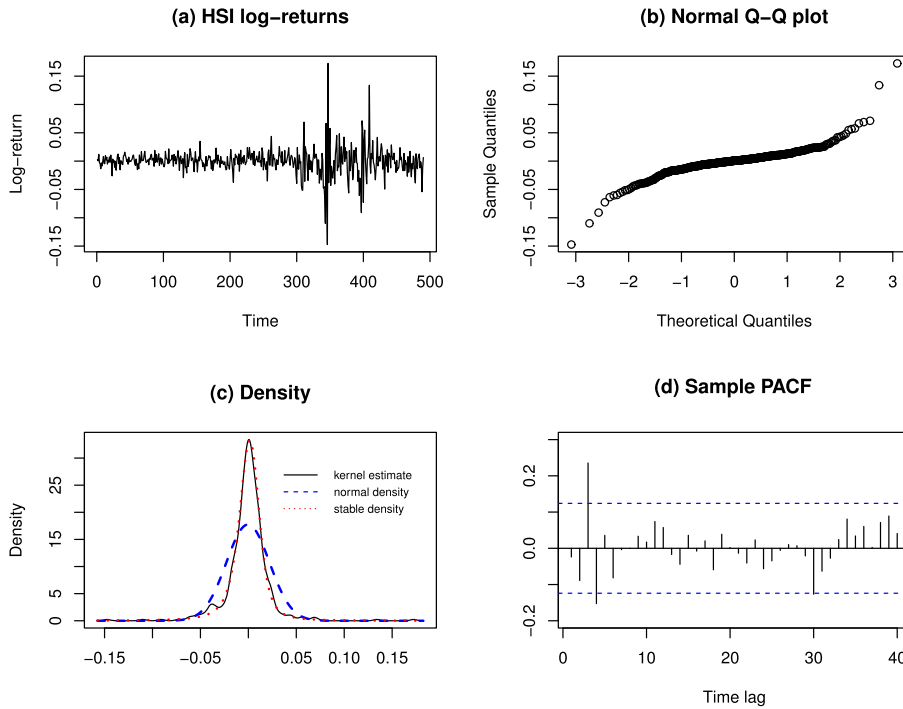 (a) HSI log−returns
Log−return
−0.15 −0.05 0.05 0.15
0 100 200 300 400 500
Time
(b) Normal Q−Q plot
Sample Quantiles
−0.15 −0.05 0.05 0.15
−3 −2 −1 0 1 2 3
Theoretical Quantiles
(c) Density
Density
0 5 15 25
kernel estimate
normal density
stable density
−0.15 −0.05 0.05 0.10 0.15
(d) Sample PACF
−0.2 0.0 0.2
0 10 20 30 40
Time lag